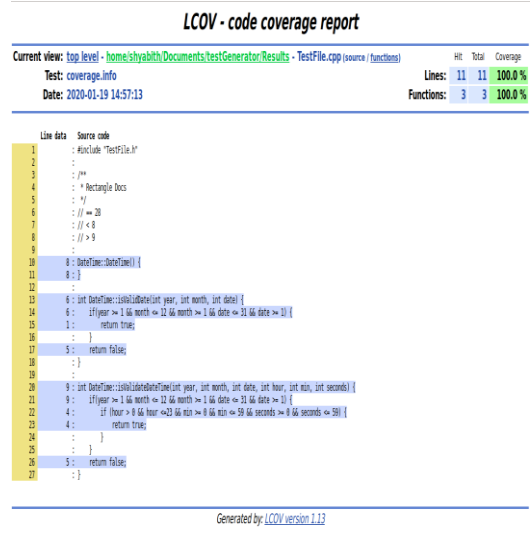 LCOV - code coverage report
Current view: top level - home/shyabith/Documents/testGenerator/Results - TestFile.cpp (source / functions) Hit Total Coverage
Test: coverage.info Lines: 11 11 100.0 %
Date: 2020-01-19 14:57:13 Functions: 3 3 100.0 %
Line data Source code
1 : #include "TestFile.h"
2 :
3 : /**
4 : * Rectangle Docs
5 : */
6 : // == 28
7 : // < 8
8 : // > 9
9 :
10 8 : DateTime::DateTime() {
11 8 : }
12 :
13 6 : int DateTime::isValidDate(int year, int month, int date) {
14 6 : if(year >= 1 && month <= 12 && month >= 1 && date <= 31 && date >= 1) {
15 1 : return true;
16 : }
17 5 : return false;
18 : }
19 :
20 9 : int DateTime::isValidateDateTime(int year, int month, int date, int hour, int min, int seconds) {
21 9 : if(year >= 1 && month <= 12 && month >= 1 && date <= 31 && date >= 1) {
22 4 : if (hour > 0 && hour <=23 && min >= 0 && min <= 59 && seconds >= 0 && seconds <= 59) {
23 4 : return true;
24 : }
25 : }
26 5 : return false;
27 : }
Generated by: LCOV version 1.13